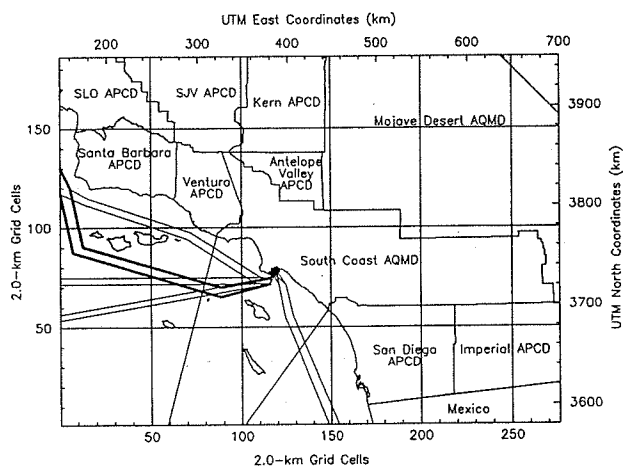 UTM East Coordinates (km)
200 300 400 500 600 700
SLO APCD
SJV APCD
Kern APCD
Mojave Desert AQMD
Santa Barbara
APCD
Ventura
APCD
Antelope
Valley
APCD
South Coast AQMD
San Diego
APCD
Imperial APCD
Mexico
150
100
50
2.0-km Grid Cells
3900
3800
3700
3600
UTM North Coordinates (km)
50 100 150 200 250
2.0-km Grid Cells